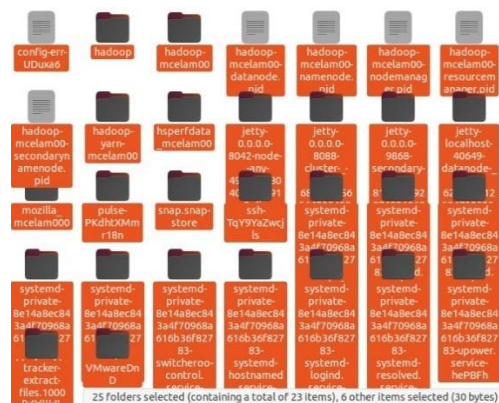 config-err-
UDuxa6
hadoop
hadoop-
mcelam00
hadoop-
mcelam00-
datanode.
pid
hadoop-
mcelam00-
namenode.
pid
hadoop-
mcelam00-
nodemanag
er.pid
hadoop-
mcelam00-
resourcem
anager.pid
hadoop-
mcelam00-
secondaryn
amenode.
pid
hadoop-
yarn-
mcelam00
hsperfdata
_mcelam00
jetty-
0.0.0.0-
8042-node-
jetty-
0.0.0.0-
8088-
cluster-_-
jetty-
0.0.0.0-
9868-
secondary-
jetty-
localhost-
40649-
datanode-_
mozilla_
mcelam000
pulse-
PKdhtXMm
r18n
snap.snap-
store
ssh-
TqY9YaZwcj
ls
systemd-
private-
8e14a8ec84
3a4f70968a
systemd-
private-
8e14a8ec84
3a4f70968a
systemd-
private-
8e14a8ec84
3a4f70968a
systemd-
private-
8e14a8ec84
3a4f70968a
616b36f827
systemd-
private-
8e14a8ec84
3a4f70968a
616b36f827
systemd-
private-
8e14a8ec84
3a4f70968a
616b36f827
83-
switcheroo-
control.
systemd-
private-
8e14a8ec84
3a4f70968a
616b36f827
83-
systemd-
hostnamed
systemd-
private-
8e14a8ec84
3a4f70968a
616b36f827
83-
systemd-
logind.
systemd-
private-
8e14a8ec84
3a4f70968a
616b36f827
83-
systemd-
resolved.
systemd-
private-
8e14a8ec84
3a4f70968a
616b36f827
83-upower.
service-
hePBFh
tracker-
extract-
files.1000
VMwareDn
D
25 folders selected (containing a total of 23 items), 6 other items selected (30 bytes)